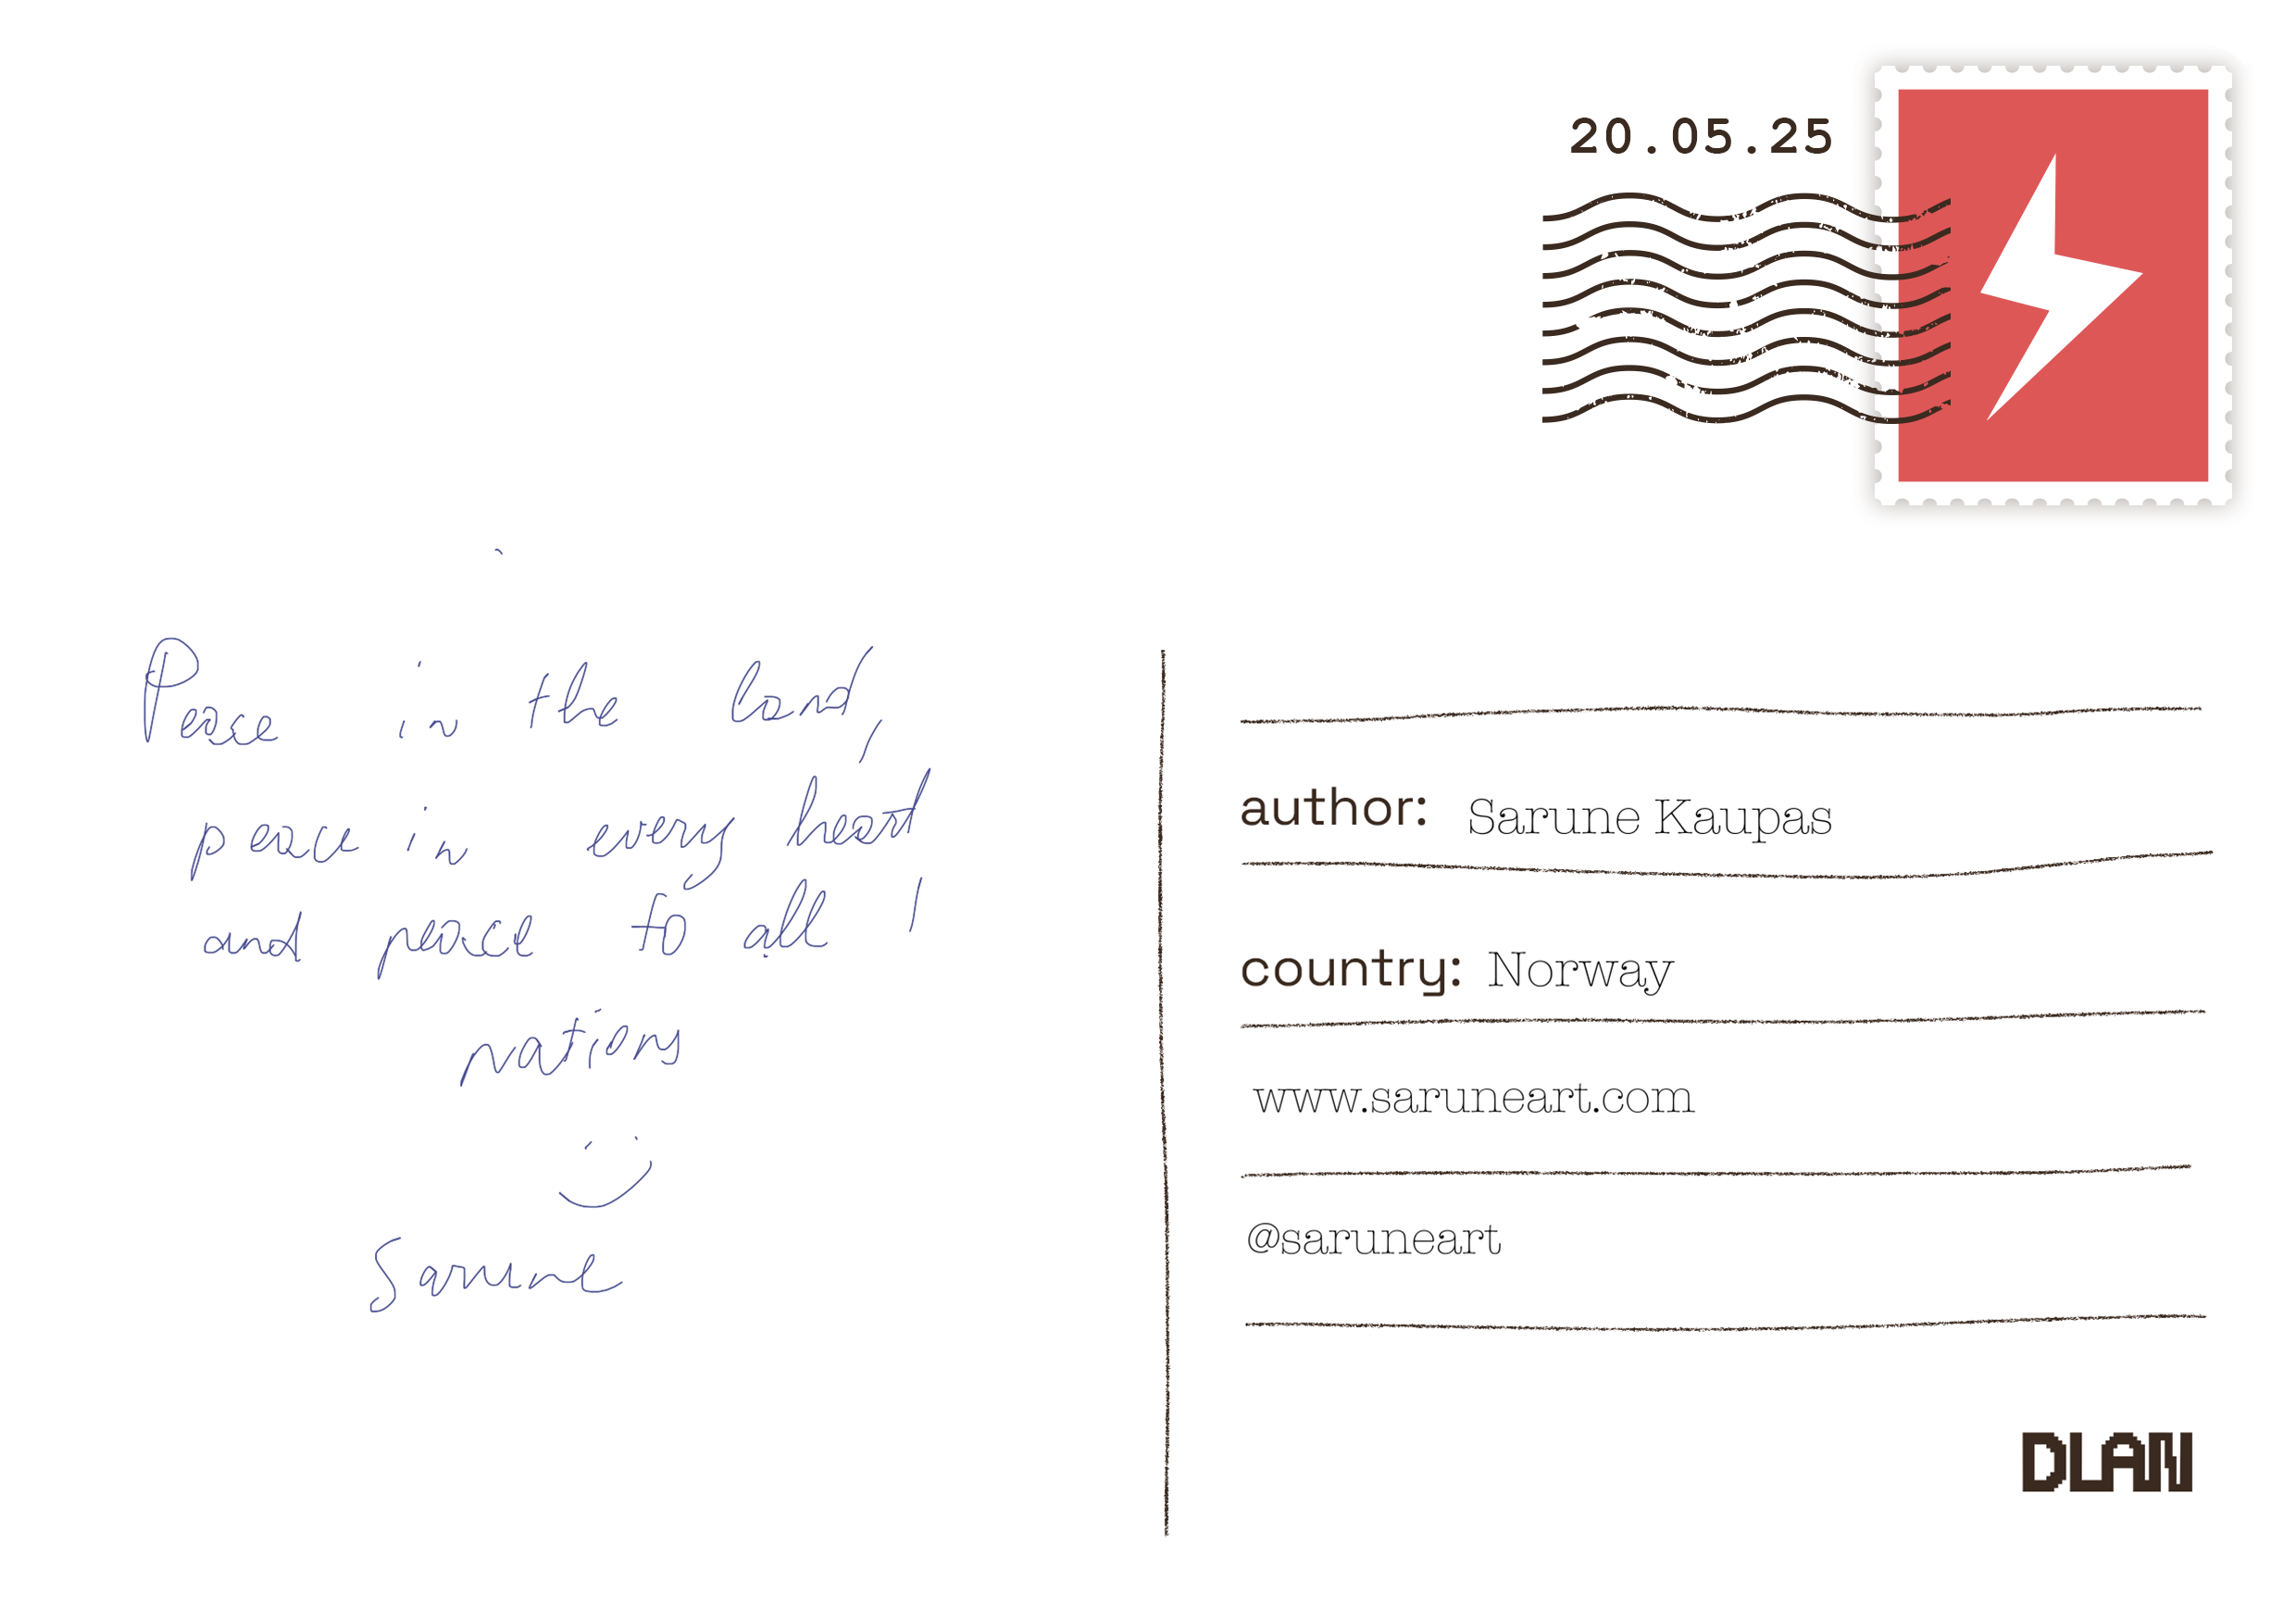 20.05.25
Peace in the land,
peace in every heart
and peace to all !
nations
Sarune
author: Sarune Kaupas
country: Norway
www.saruneart.com
@saruneart
DLAN